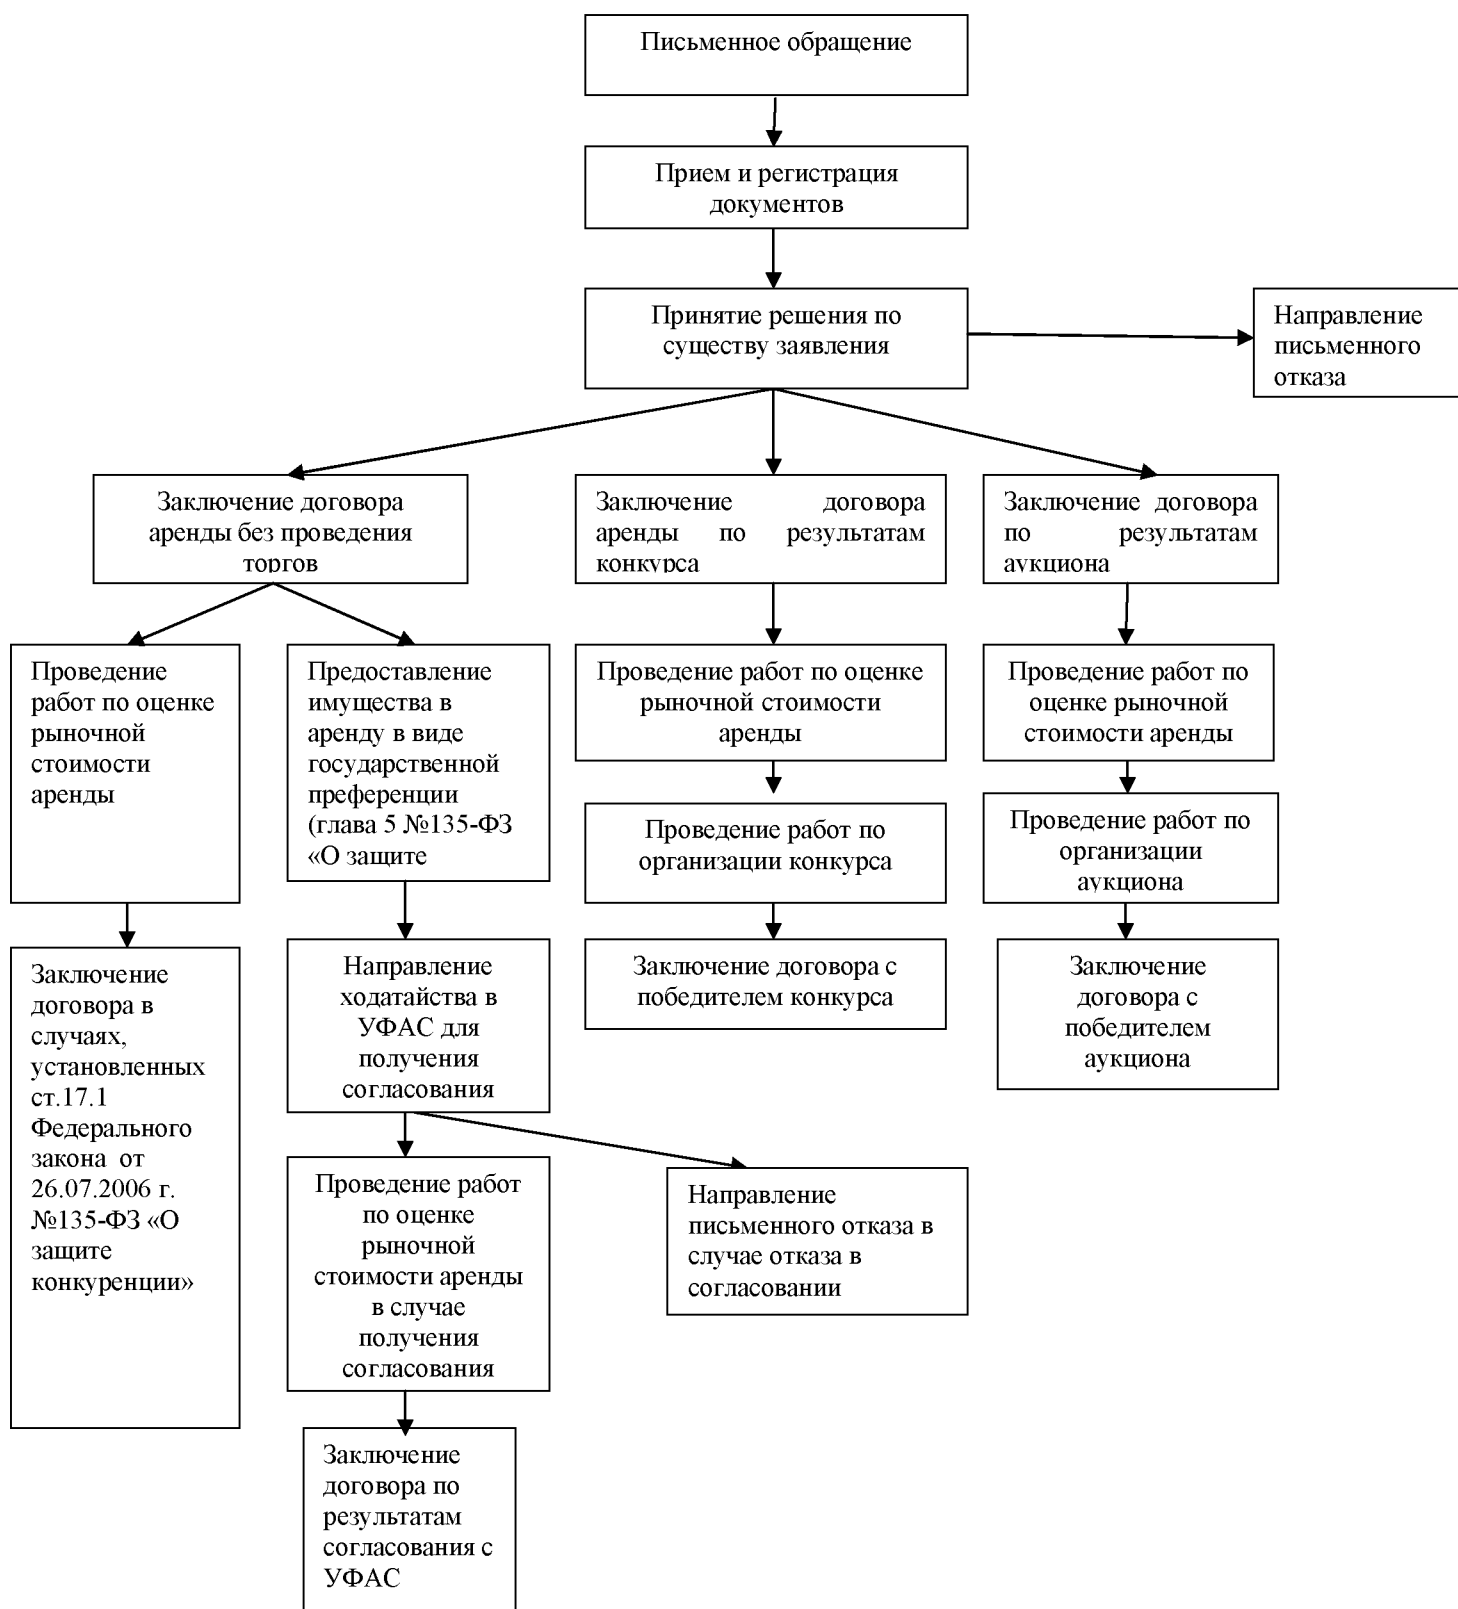 Письменное обращение
Прием и регистрация
документов
Принятие решения по
существу заявления
Направление
письменного
отказа
Заключение договора
аренды без проведения
торгов
Заключение договора
аренды по результатам
конкурса
Заключение договора
по результатам
аукциона
Проведение
работ по оценке
рыночной
стоимости
аренды
Предоставление
имущества в
аренду в виде
государственной
преференции
(глава 5 №135-ФЗ
«О защите
Проведение работ по оценке
рыночной стоимости
аренды
Проведение работ по
оценке рыночной
стоимости аренды
Проведение работ по
организации конкурса
Проведение работ по
организации
аукциона
Заключение
договора в
случаях,
установленных
ст.17.1
Федерального
закона от
26.07.2006 г.
№135-ФЗ «О
защите
конкуренции»
Направление
ходатайства в
УФАС для
получения
согласования
Заключение договора с
победителем конкурса
Заключение
договора с
победителем
аукциона
Проведение работ
по оценке
рыночной
стоимости аренды
в случае
получения
согласования
Направление
письменного отказа в
случае отказа в
согласовании
Заключение
договора по
результатам
согласования с
УФАС